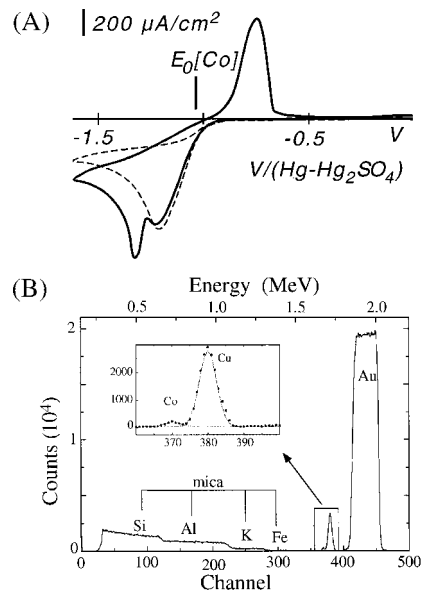 (A)
200 µA/cm²
E₀[Co]
-1.5
-0.5
V
V/(Hg-Hg₂SO₄)
(B)
Energy (MeV)
0.5 1.0 1.5 2.0
2
Cu
2000
Au
Co
1000
0
370 380 390
1
Counts (10⁴)
mica
Si Al K Fe
0
0 100 200 300 400 500
Channel